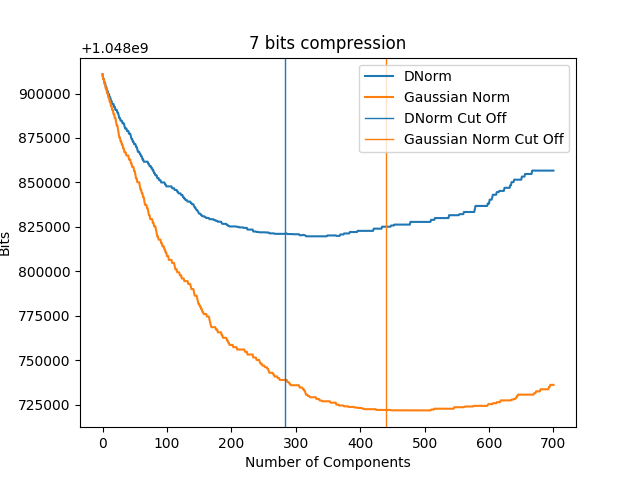 7 bits compression
+1.048e9
DNorm
Gaussian Norm
DNorm Cut Off
Gaussian Norm Cut Off
900000
875000
850000
825000
800000
775000
750000
725000
Bits
0 100 200 300 400 500 600 700
Number of Components